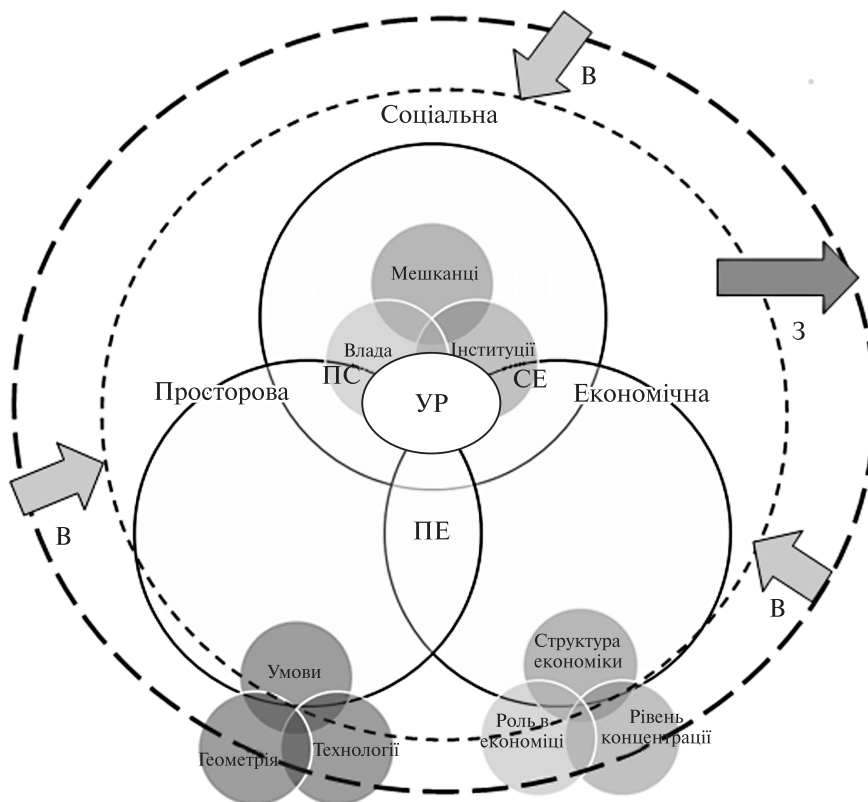 В
Соціальна
Мешканці
З
Влада
Інституції
ПС
СЕ
Просторова
УР
Економічна
ПЕ
В
В
Умови
Структура
економіки
Геометрія
Технології
Роль в
економіці
Рівень
концентрації